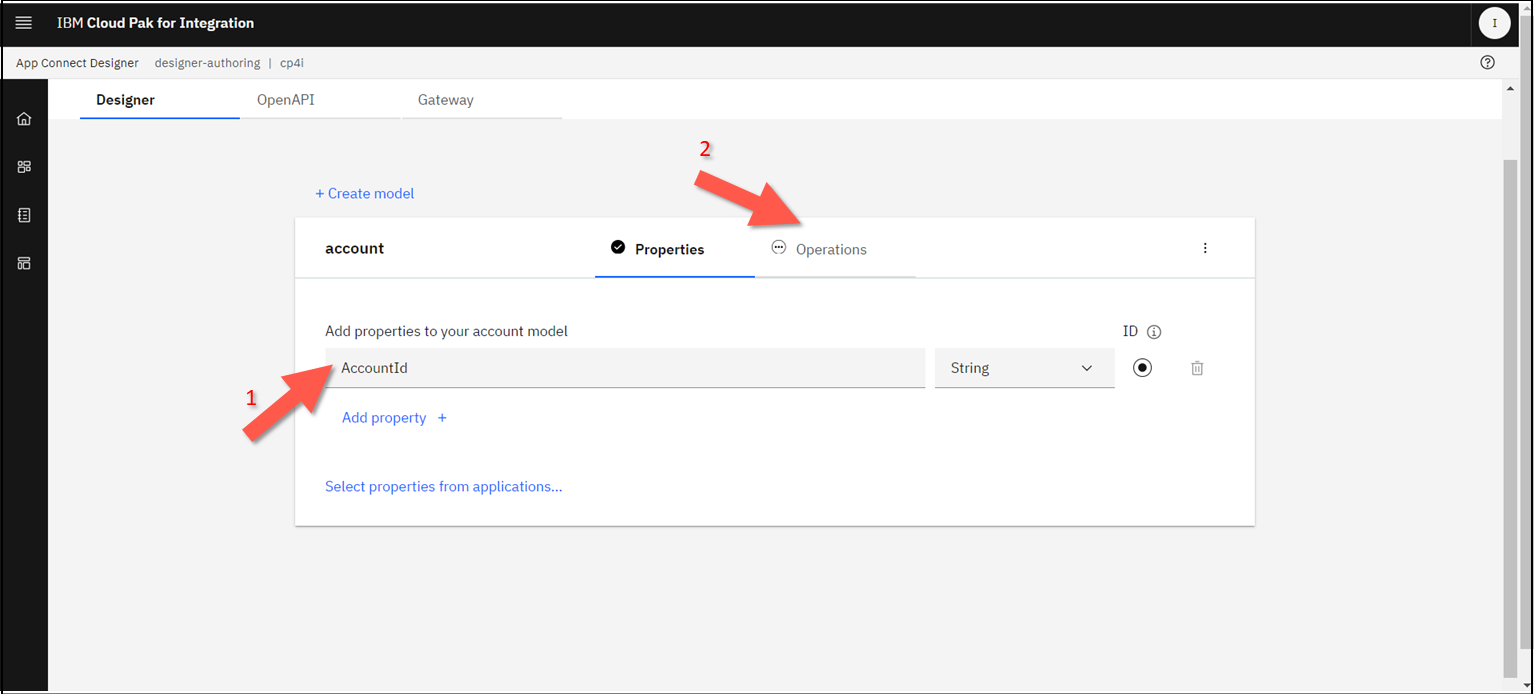 IBM Cloud Pak for Integration
I
App Connect Designer designer-authoring | cp4i
Designer OpenAPI Gateway
2
+ Create model
account Properties Operations
Add properties to your account model ID
AccountId String
1
Add property +
Select properties from applications...